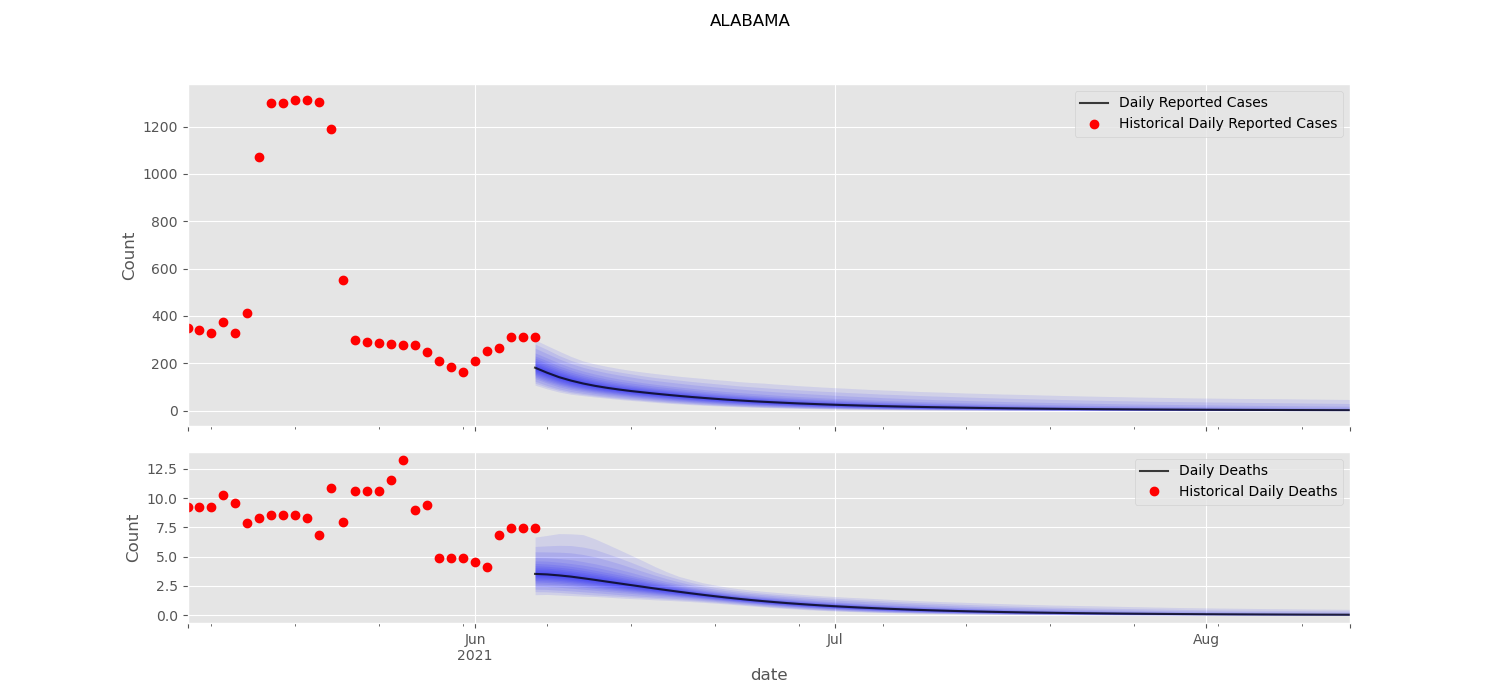 ALABAMA
Daily Reported Cases
Historical Daily Reported Cases
1200
1000
800
600
400
200
0
Count
Daily Deaths
Historical Daily Deaths
12.5
10.0
7.5
5.0
2.5
0.0
Count
Jun
2021
Jul
Aug
date